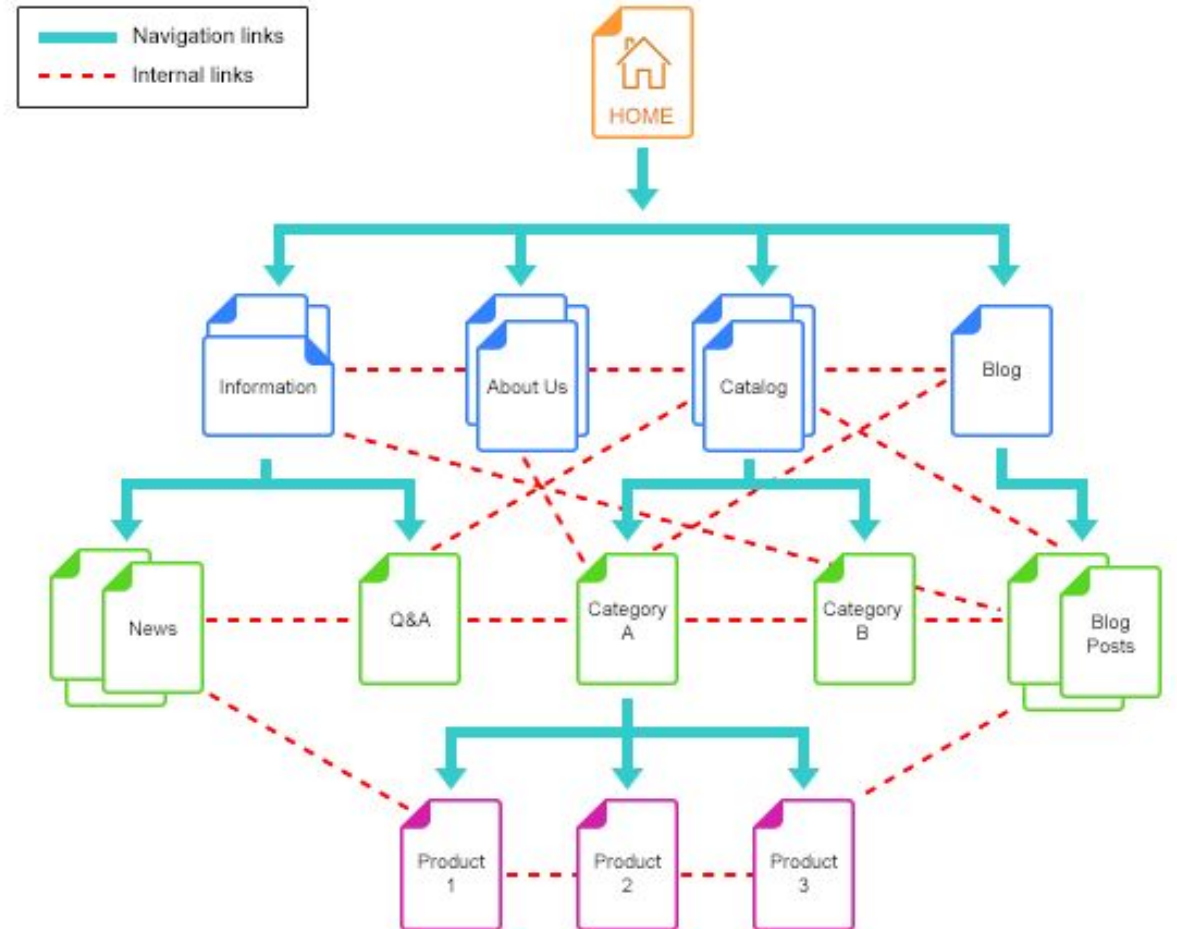 Navigation links
Internal links
HOME
Information
About Us
Catalog
Blog
News
Q&A
Category
A
Category
B
Blog
Posts
Product
1
Product
2
Product
3